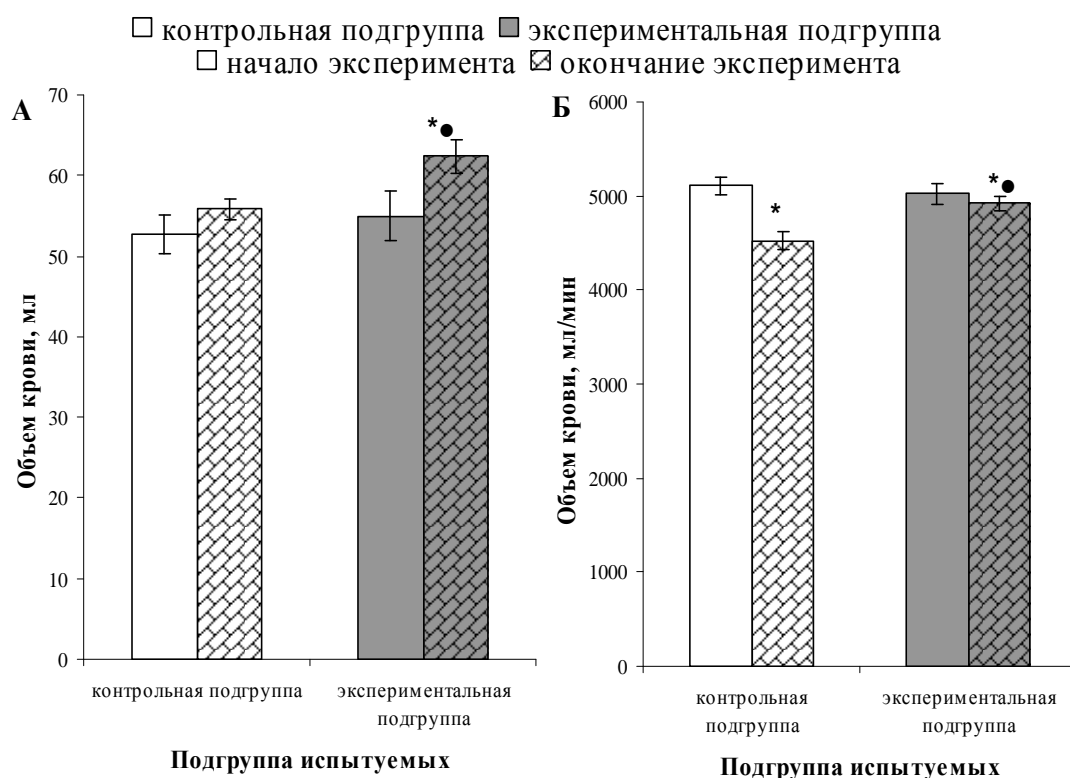 контрольная подгруппа экспериментальная подгруппа
начало эксперимента окончание эксперимента
А
Объем крови, мл
70
60
50
40
30
20
10
0
*●
контрольная подгруппа
экспериментальная
подгруппа
Подгруппа испытуемых
Б
Объем крови, мл/мин
6000
5000
4000
3000
2000
1000
0
*
*●
контрольная
подгруппа
экспериментальная
подгруппа
Подгруппа испытуемых